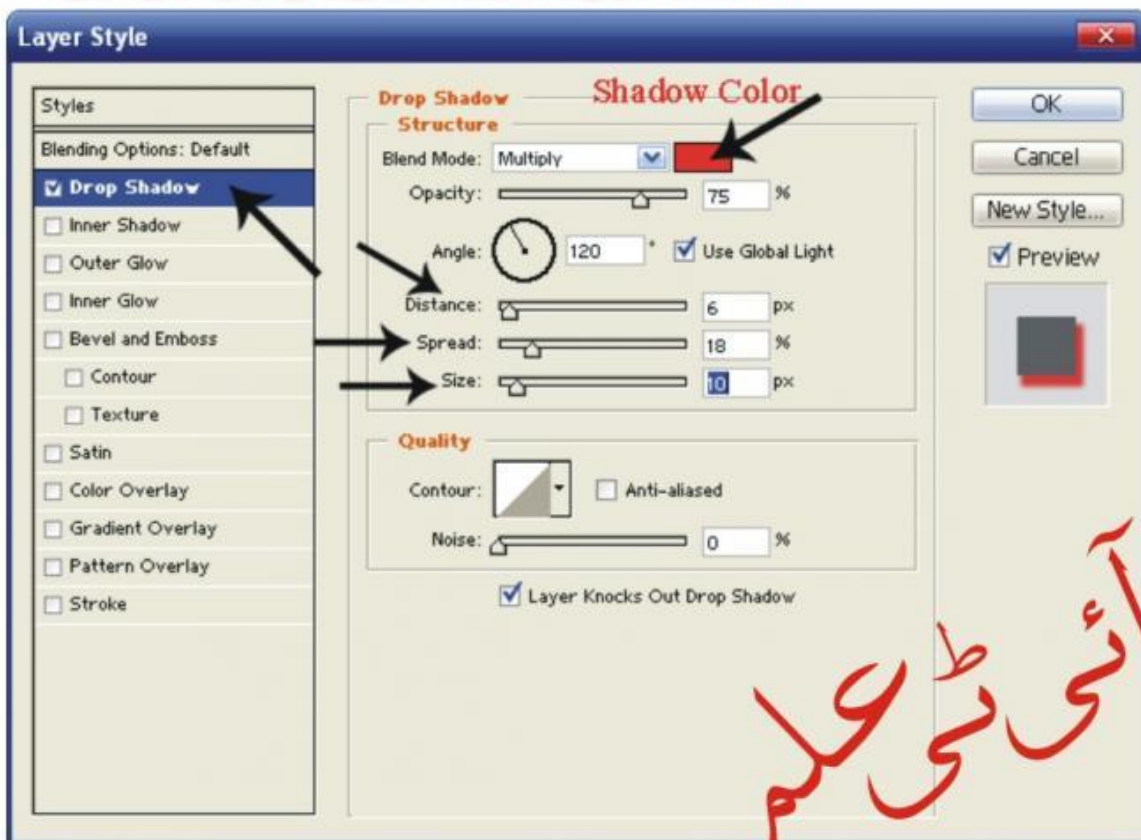 Layer Style
Styles
Blending Options: Default
Drop Shadow
Inner Shadow
Outer Glow
Inner Glow
Bevel and Emboss
Contour
Texture
Satin
Color Overlay
Gradient Overlay
Pattern Overlay
Stroke
Drop Shadow
Shadow Color
Structure
Blend Mode: Multiply
Opacity: 75 %
Angle: 120 ° Use Global Light
Distance: 6 px
Spread: 18 %
Size: 10 px
Quality
Contour: Anti-aliased
Noise: 0 %
Layer Knocks Out Drop Shadow
OK
Cancel
New Style...
Preview
آئی ٹی علم